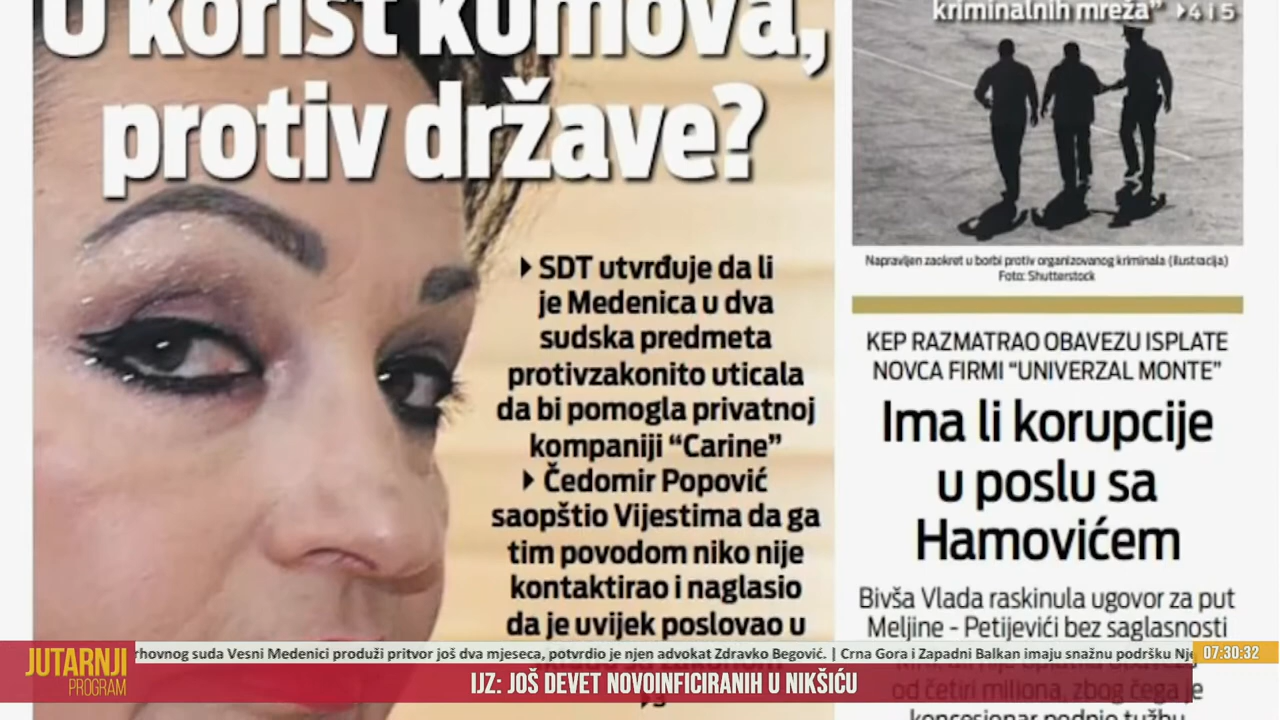 U korist kumova,
protiv države?
SDT utvrđuje da li
je Medenica u dva
sudska predmeta
protivzakonito uticala
da bi pomogla privatnoj
kompaniji “Carine”
Čedomir Popović
saopštio Vijestima da ga
tim povodom niko nije
kontaktirao i naglasio
da je uvijek poslovao u
kriminalnih mreža” 4 i 5
Napravljen zaokret u borbi protiv organizovanog kriminala (ilustracija)
Foto: Shutterstock
KEP RAZMATRAO OBAVEZU ISPLATE
NOVCA FIRMI “UNIVERZAL MONTE”
Ima li korupcije
u poslu sa
Hamovićem
Bivša Vlada raskinula ugovor za put
Meljine - Petijevići bez saglasnosti
od četiri miliona, zbog čega je
koncesionar podnio tužbu
JUTARNJI
PROGRAM
rhovnog suda Vesni Medenici produži pritvor još dva mjeseca, potvrdio je njen advokat Zdravko Begović. | Crna Gora i Zapadni Balkan imaju snažnu podršku Nje
07:30:32
IJZ: JOŠ DEVET NOVOINFICIRANIH U NIKŠIĆU